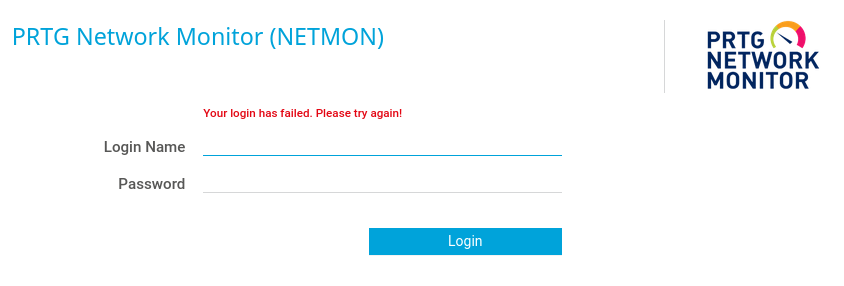 PRTG Network Monitor (NETMON)
PRTG
NETWORK
MONITOR
Your login has failed. Please try again!
Login Name
Password
Login